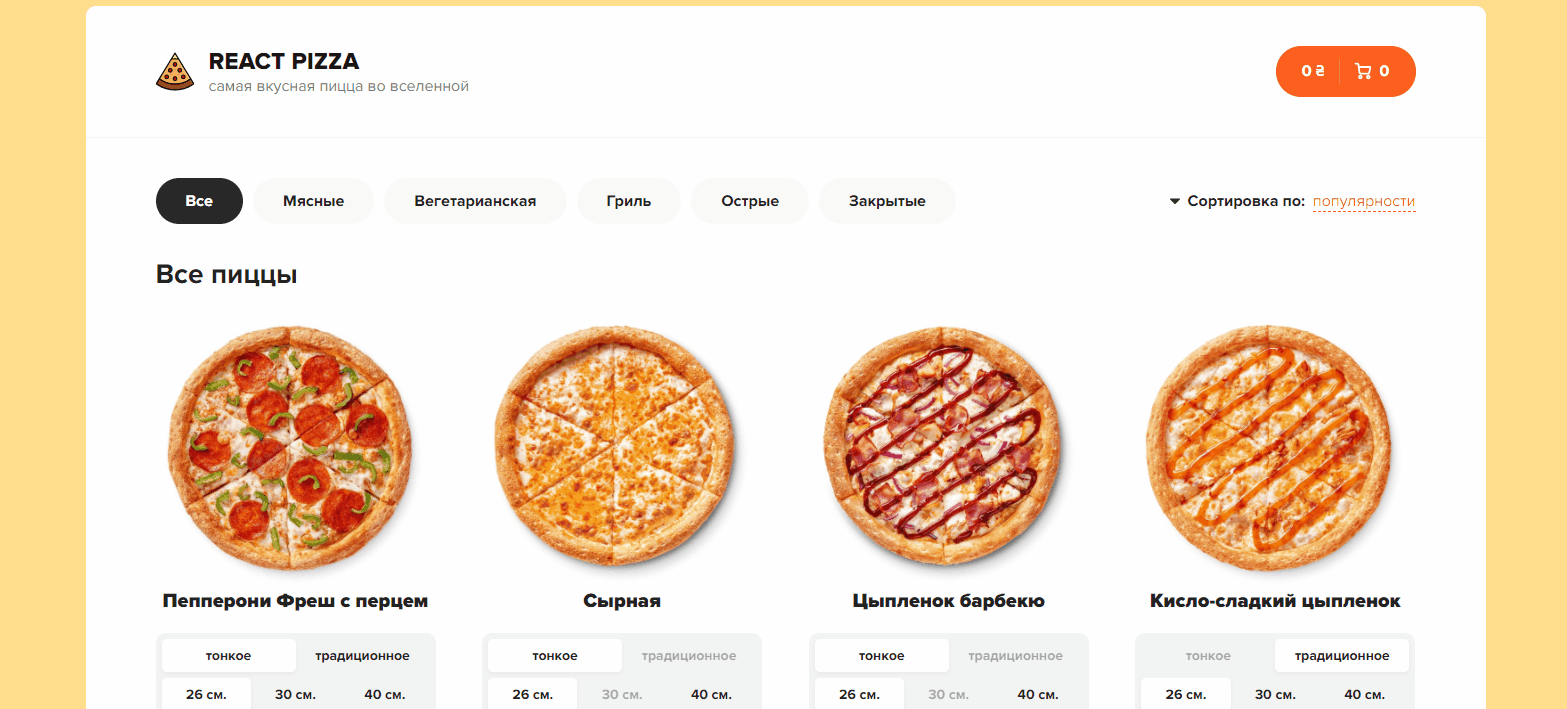 REACT PIZZA
самая вкусная пицца во вселенной
0 ₴ 0
Все Мясные Вегетарианская Гриль Острые Закрытые Сортировка по: популярности
Все пиццы
Пепперони Фреш с перцем Сырная Цыпленок барбекю Кисло-сладкий цыпленок
тонкое традиционное тонкое традиционное тонкое традиционное тонкое традиционное
26 см. 30 см. 40 см. 26 см. 30 см. 40 см. 26 см. 30 см. 40 см. 26 см. 30 см. 40 см.